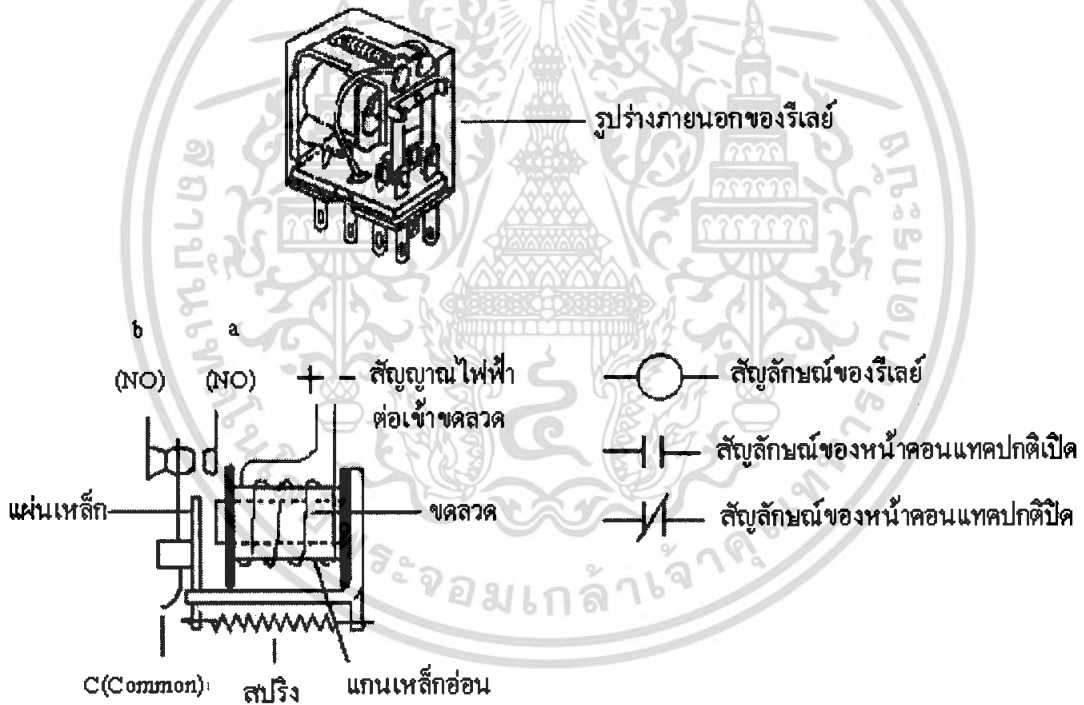 รูปร่างภายนอกของรีเลย์
b a
(NO) (NO) + - สัญญาณไฟฟ้า
ต่อเข้าขดลวด
แผ่นเหล็ก
ขดลวด
C(Common)
สปริง
แกนเหล็กอ่อน
สัญลักษณ์ของรีเลย์
สัญลักษณ์ของหน้าคอนแทคปกติเปิด
สัญลักษณ์ของหน้าคอนแทคปกติปิด